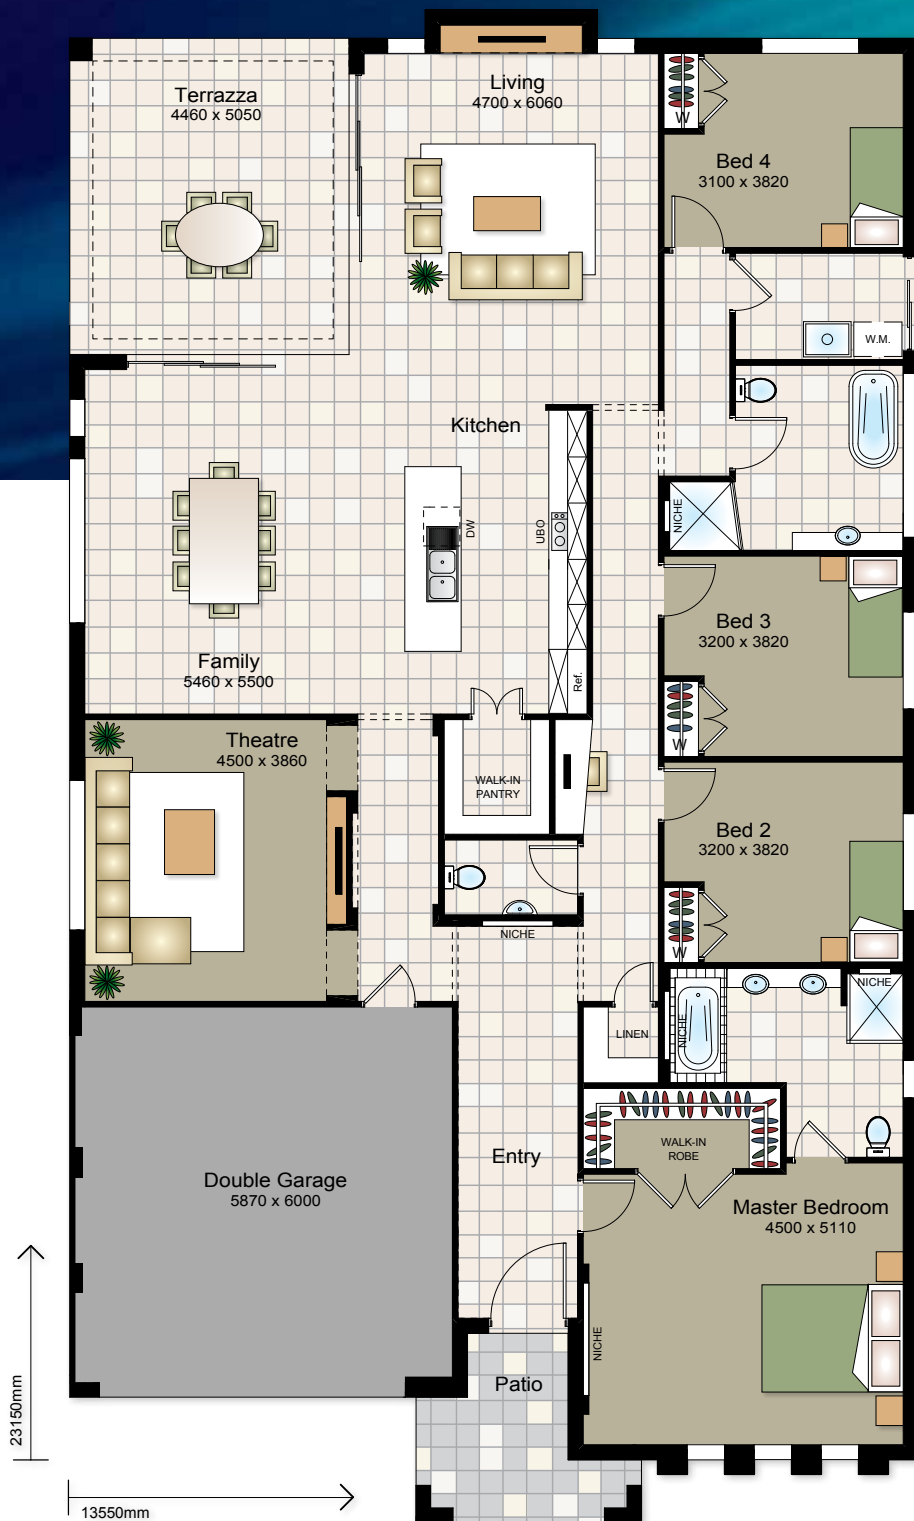 Terrazza
4460 x 5050
Living
4700 x 6060
W
Bed 4
3100 x 3820
W.M.
Kitchen
NICHE
DW
UBO
Ref.
Bed 3
3200 x 3820
W
Family
5460 x 5500
Theatre
4500 x 3860
WALK-IN
PANTRY
Bed 2
3200 x 3820
W
NICHE
NICHE
NICHE
LINEN
WALK-IN
ROBE
Entry
Double Garage
5870 x 6000
Master Bedroom
4500 x 5110
NICHE
Patio
23150mm
13550mm